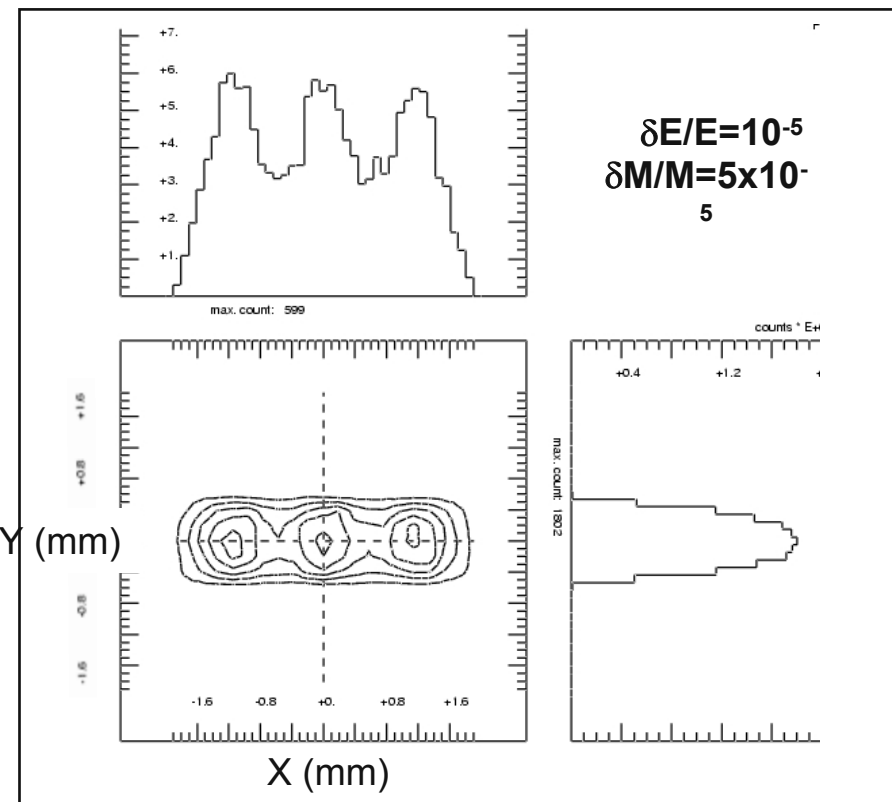 +7.
+6.
+5.
+4.
+3.
+2.
+1.
δE/E=10-5
δM/M=5x10-
5
max. count: 599
counts * E+
+0.4 +1.2 +
+1.6
+0.8
Y (mm)
-0.8
-1.6
max. count: 1802
-1.6 -0.8 +0. +0.8 +1.6
X (mm)